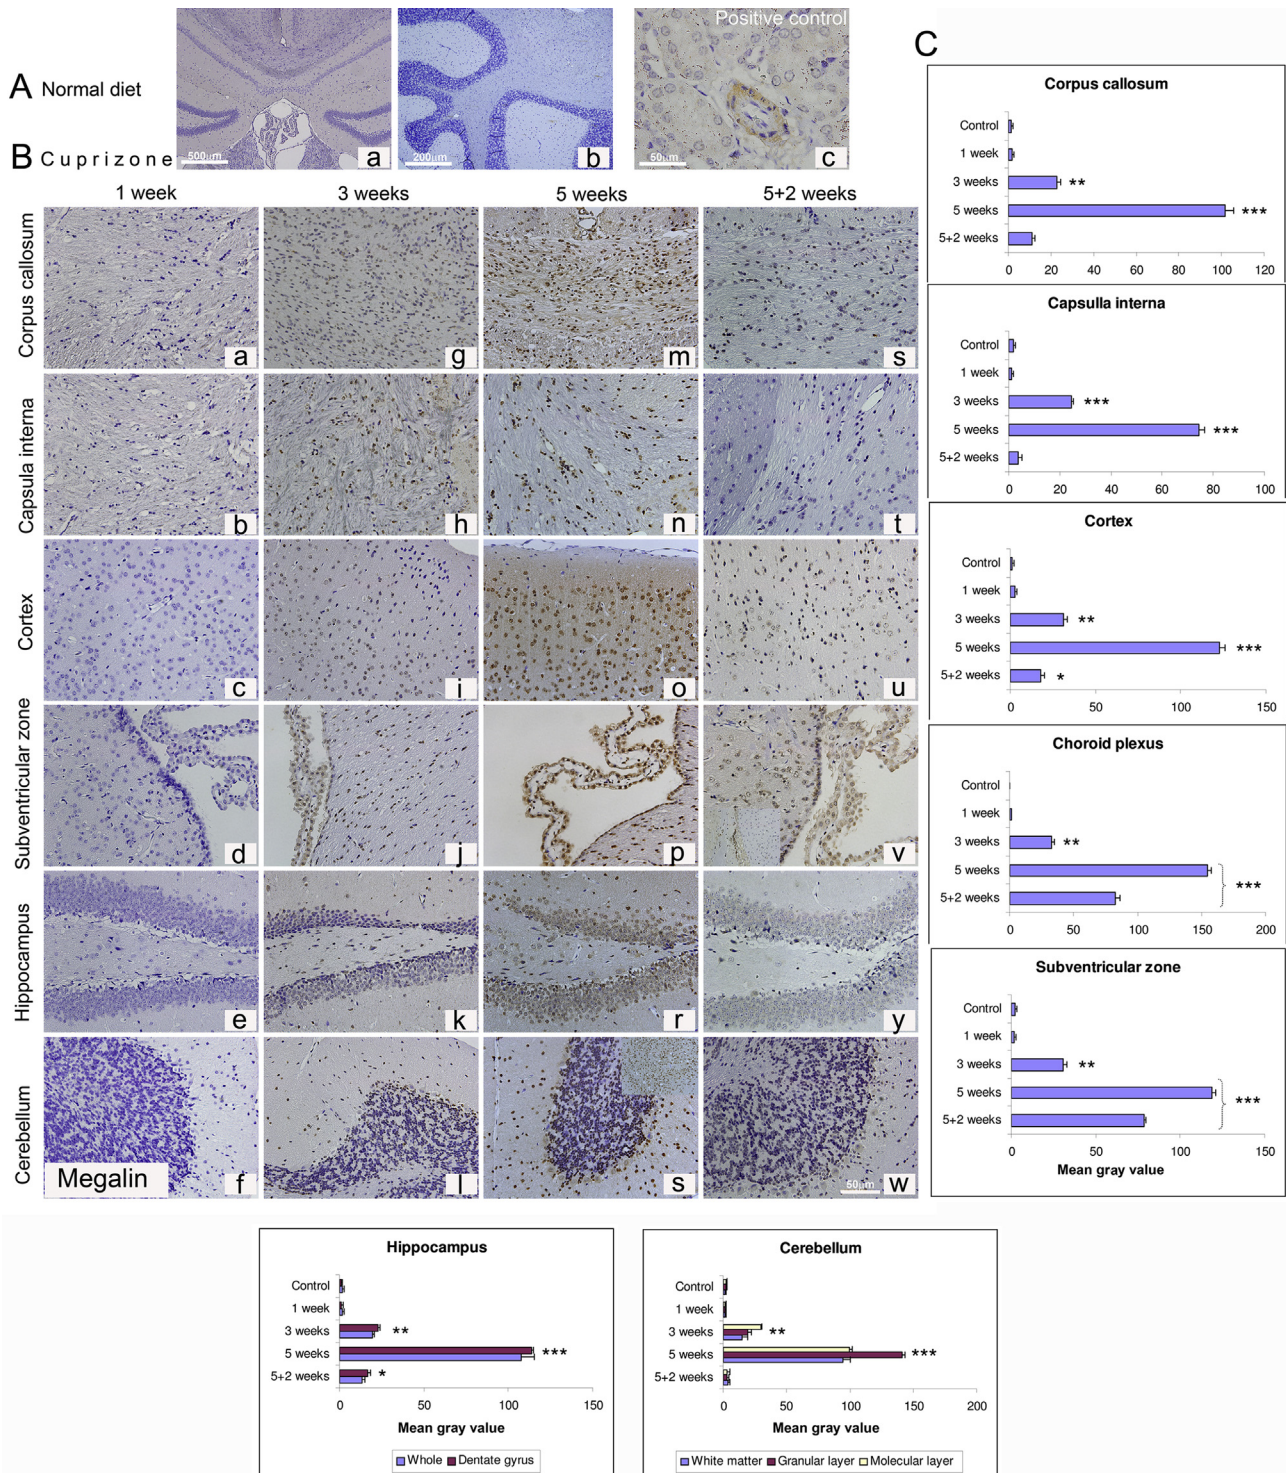 Positive control
A Normal diet
500μm
a
200μm
b
50μm
c
B Cuprizone
1 week
3 weeks
5 weeks
5+2 weeks
Corpus callosum
a
g
m
s
Capsula interna
b
h
n
t
Cortex
c
i
o
u
Subventricular zone
d
j
p
v
Hippocampus
e
k
r
y
Cerebellum
Megalin
f
l
s
50μm
w
C
Corpus callosum
Control
1 week
3 weeks
**
5 weeks
***
5+2 weeks
0 20 40 60 80 100 120
Capsulla interna
Control
1 week
3 weeks
***
5 weeks
***
5+2 weeks
0 20 40 60 80 100
Cortex
Control
1 week
3 weeks
**
5 weeks
***
5+2 weeks
*
0 50 100 150
Choroid plexus
Control
1 week
3 weeks
**
5 weeks
***
5+2 weeks
0 50 100 150 200
Subventricular zone
Control
1 week
3 weeks
**
5 weeks
***
5+2 weeks
0 50 100 150
Mean gray value
Hippocampus
Control
1 week
3 weeks
**
5 weeks
***
5+2 weeks
*
0 50 100 150
Mean gray value
Whole Dentate gyrus
Cerebellum
Control
1 week
3 weeks
**
5 weeks
***
5+2 weeks
0 50 100 150 200
Mean gray value
White matter Granular layer Molecular layer